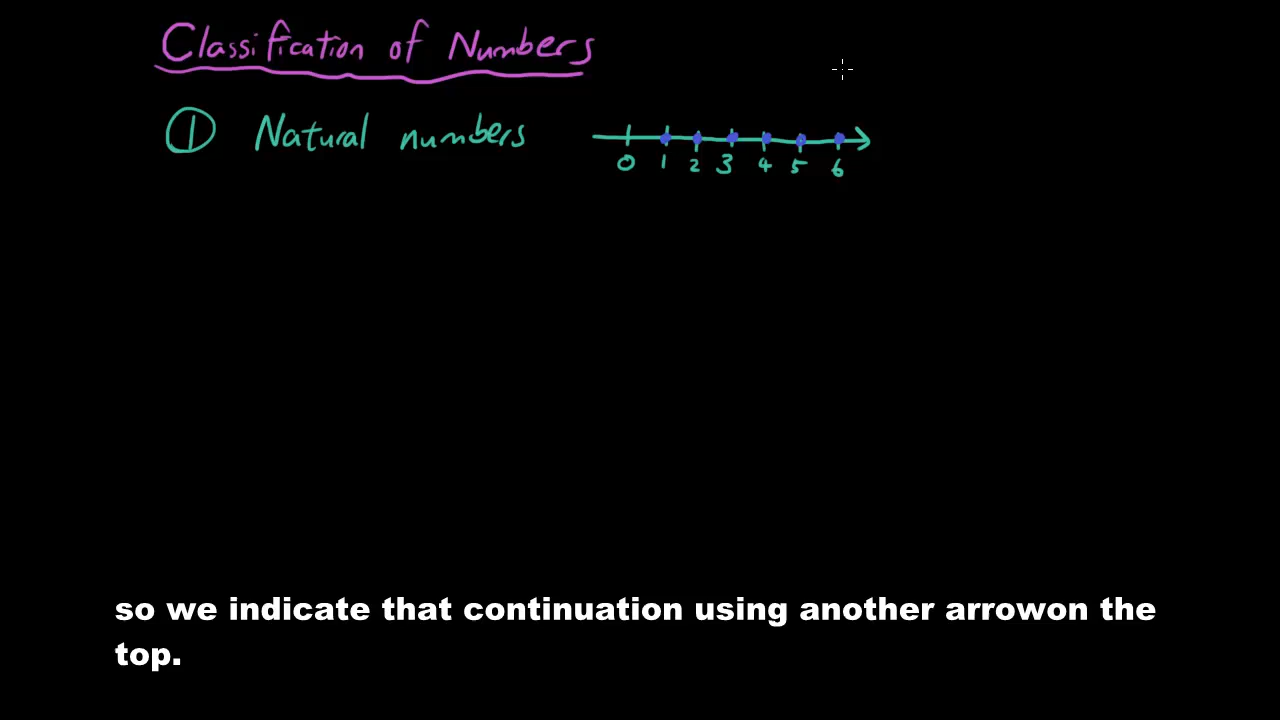 Classification of Numbers
① Natural numbers
0 1 2 3 4 5 6
so we indicate that continuation using another arrowon the
top.